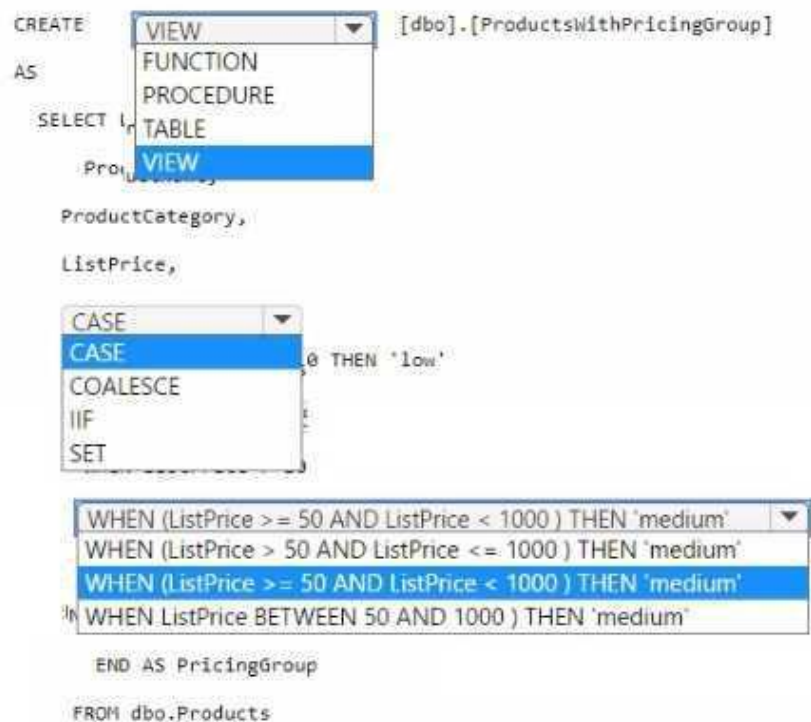 CREATE VIEW [dbo].[ProductsWithPricingGroup]
FUNCTION
AS
PROCEDURE
SELECT
TABLE
VIEW
ProductCategory,
ListPrice,
CASE
CASE
THEN 'low'
COALESCE
IIF
SET
WHEN (ListPrice >= 50 AND ListPrice < 1000 ) THEN 'medium'
WHEN (ListPrice > 50 AND ListPrice <= 1000 ) THEN 'medium'
WHEN (ListPrice >= 50 AND ListPrice < 1000 ) THEN 'medium'
WHEN ListPrice BETWEEN 50 AND 1000 ) THEN 'medium'
END AS PricingGroup
FROM dbo.Products